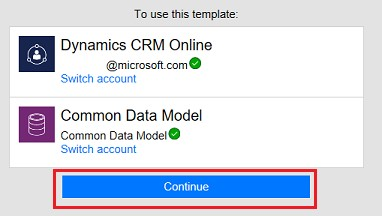 To use this template:
Dynamics CRM Online
@microsoft.com
Switch account
Common Data Model
Common Data Model
Switch account
Continue